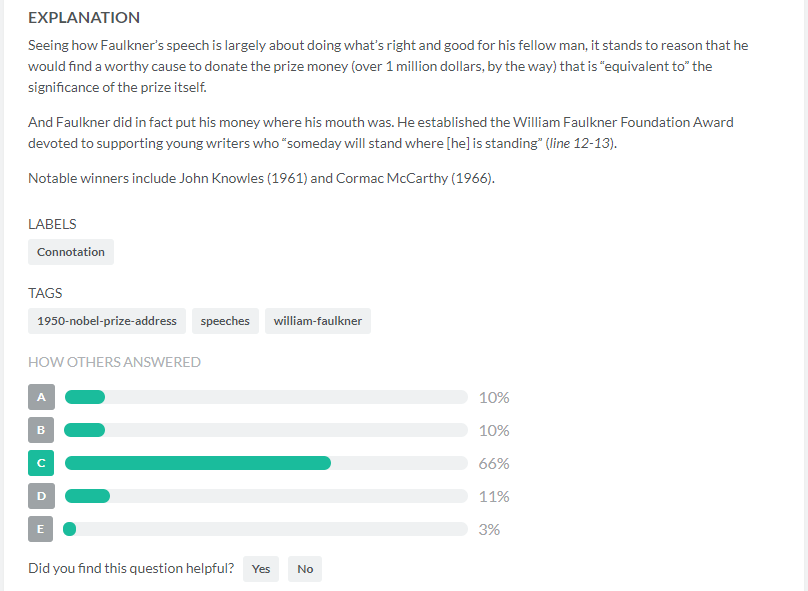 EXPLANATION
Seeing how Faulkner's speech is largely about doing what's right and good for his fellow man, it stands to reason that he
would find a worthy cause to donate the prize money (over 1 million dollars, by the way) that is “equivalent to” the
significance of the prize itself.
And Faulkner did in fact put his money where his mouth was. He established the William Faulkner Foundation Award
devoted to supporting young writers who “someday will stand where [he] is standing” (line 12-13).
Notable winners include John Knowles (1961) and Cormac McCarthy (1966).
LABELS
Connotation
TAGS
1950-nobel-prize-address speeches william-faulkner
HOW OTHERS ANSWERED
A 10%
B 10%
C 66%
D 11%
E 3%
Did you find this question helpful? Yes No